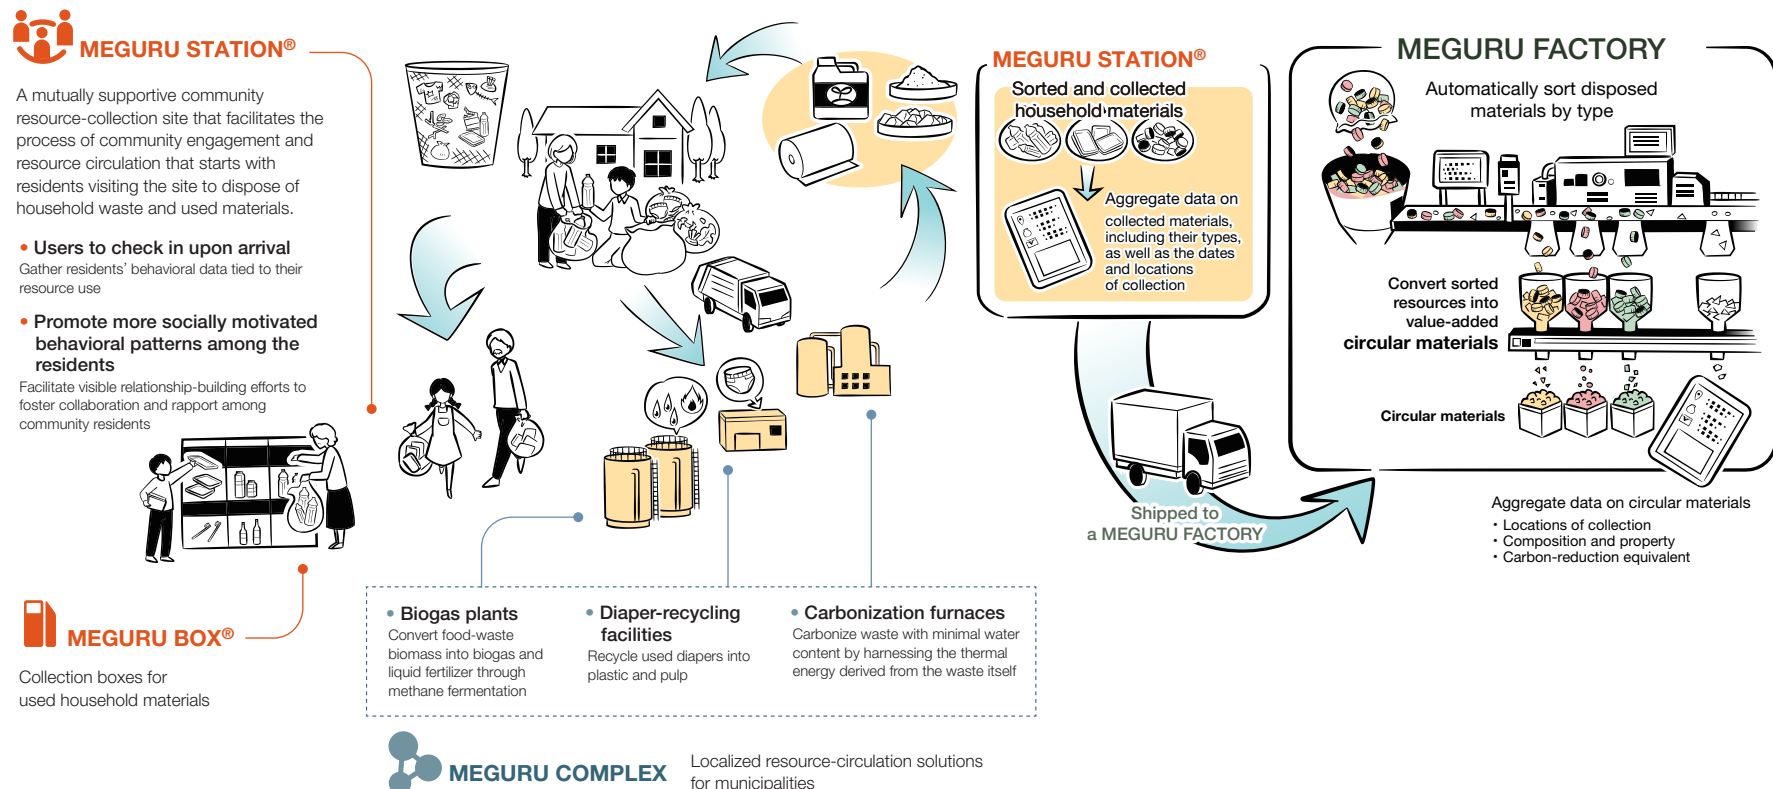 MEGURU STATION®
A mutually supportive community
resource-collection site that facilitates the
process of community engagement and
resource circulation that starts with
residents visiting the site to dispose of
household waste and used materials.
• Users to check in upon arrival
Gather residents’ behavioral data tied to their
resource use
• Promote more socially motivated
behavioral patterns among the
residents
Facilitate visible relationship-building efforts to
foster collaboration and rapport among
community residents
MEGURU BOX®
Collection boxes for
used household materials
• Biogas plants
Convert food-waste
biomass into biogas and
liquid fertilizer through
methane fermentation
• Diaper-recycling
facilities
Recycle used diapers into
plastic and pulp
• Carbonization furnaces
Carbonize waste with minimal water
content by harnessing the thermal
energy derived from the waste itself
MEGURU COMPLEX
Localized resource-circulation solutions
for municipalities
MEGURU STATION®
Sorted and collected
household materials
Aggregate data on
collected materials,
including their types,
as well as the dates
and locations
of collection
Shipped to
a MEGURU FACTORY
MEGURU FACTORY
Automatically sort disposed
materials by type
Convert sorted
resources into
value-added
circular materials
Circular materials
Aggregate data on circular materials
・Locations of collection
・Composition and property
・Carbon-reduction equivalent